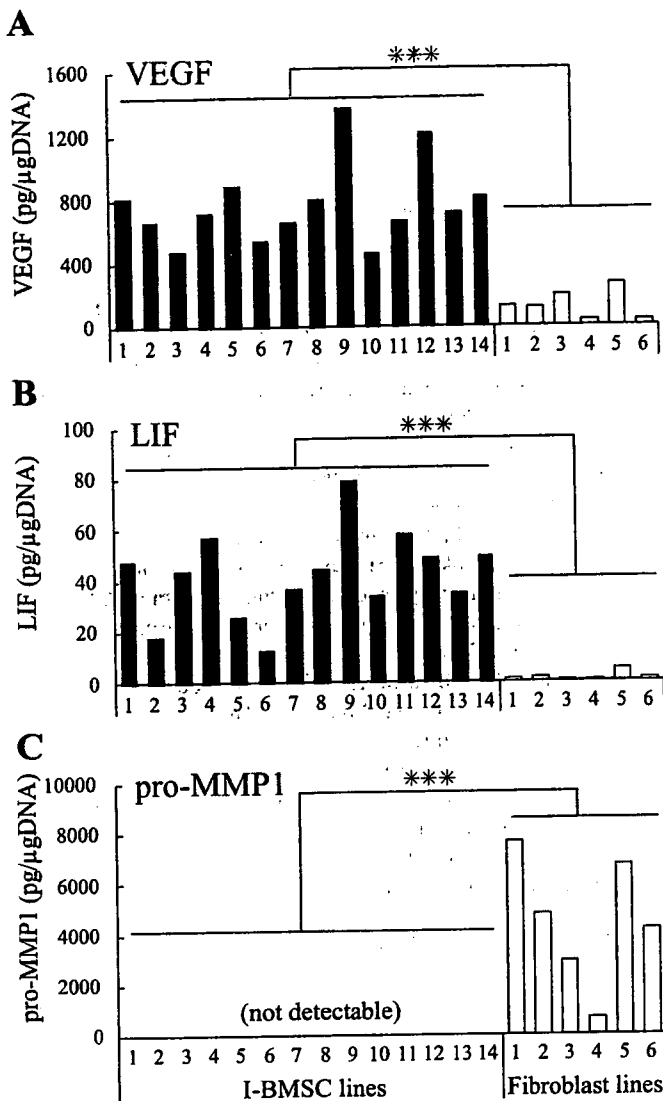 A
***
VEGF
1600
1200
800
400
0
VEGF (pg/µgDNA)
1 2 3 4 5 6 7 8 9 10 11 12 13 14 1 2 3 4 5 6
B
***
LIF
100
80
60
40
20
0
LIF (pg/µgDNA)
1 2 3 4 5 6 7 8 9 10 11 12 13 14 1 2 3 4 5 6
C
***
pro-MMP1
10000
8000
6000
4000
2000
0
pro-MMP1 (pg/µgDNA)
(not detectable)
1 2 3 4 5 6 7 8 9 10 11 12 13 14 1 2 3 4 5 6
I-BMSC lines Fibroblast lines